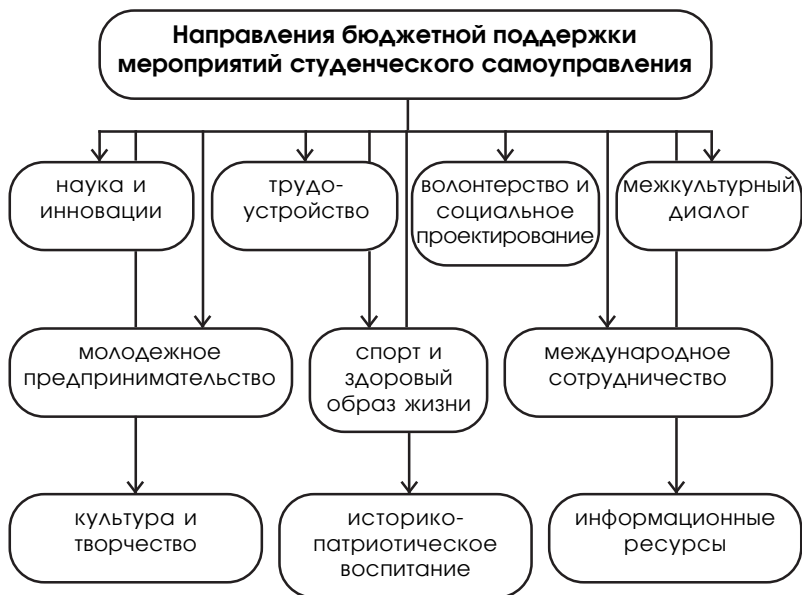 Направления бюджетной поддержки
мероприятий студенческого самоуправления
наука и
инновации
трудо-
устройство
волонтерство и
социальное
проектирование
межкультурный
диалог
молодежное
предпринимательство
спорт и
здоровый
образ жизни
международное
сотрудничество
культура и
творчество
историко-
патриотическое
воспитание
информационные
ресурсы